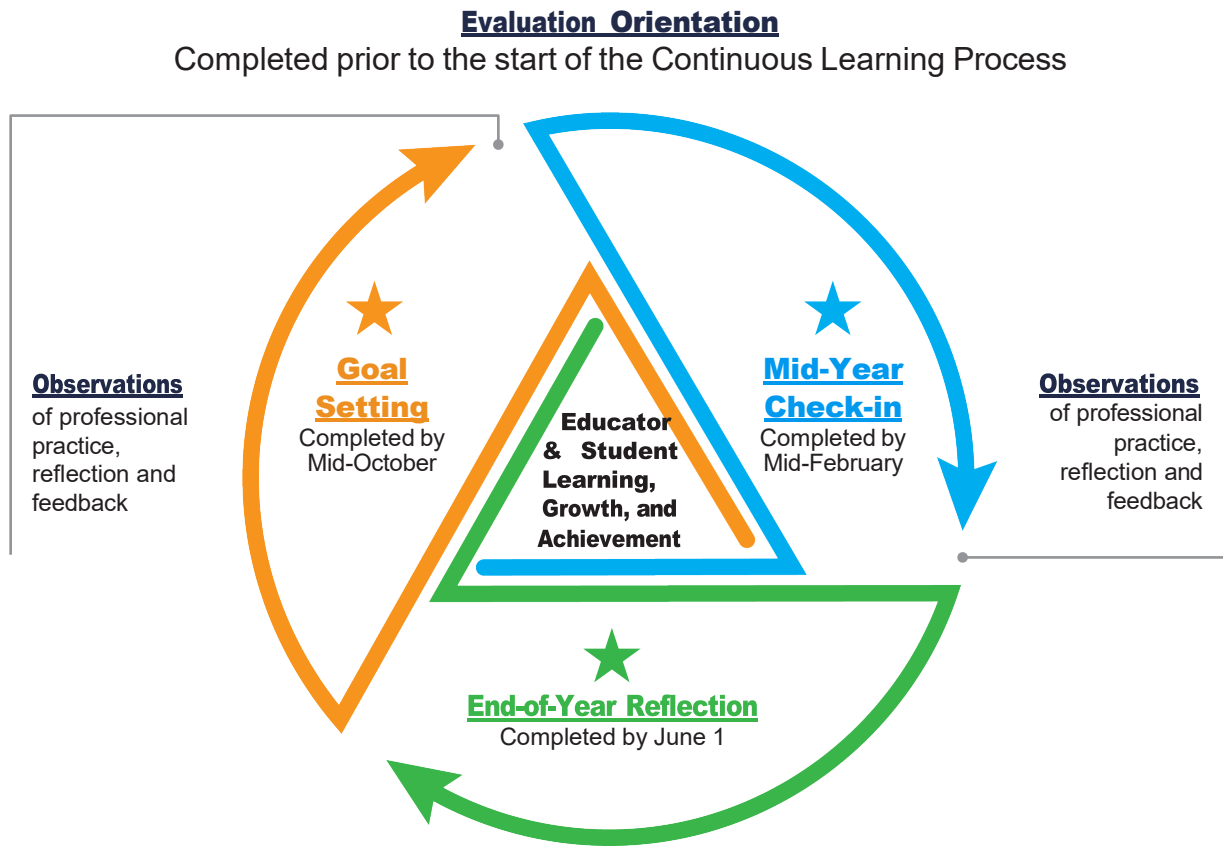 Evaluation Orientation
Completed prior to the start of the Continuous Learning Process
Observations
of professional
practice,
reflection and
feedback
Goal
Setting
Completed by
Mid-October
Educator
& Student
Learning,
Growth, and
Achievement
Mid-Year
Check-in
Completed by
Mid-February
Observations
of professional
practice,
reflection and
feedback
End-of-Year Reflection
Completed by June 1